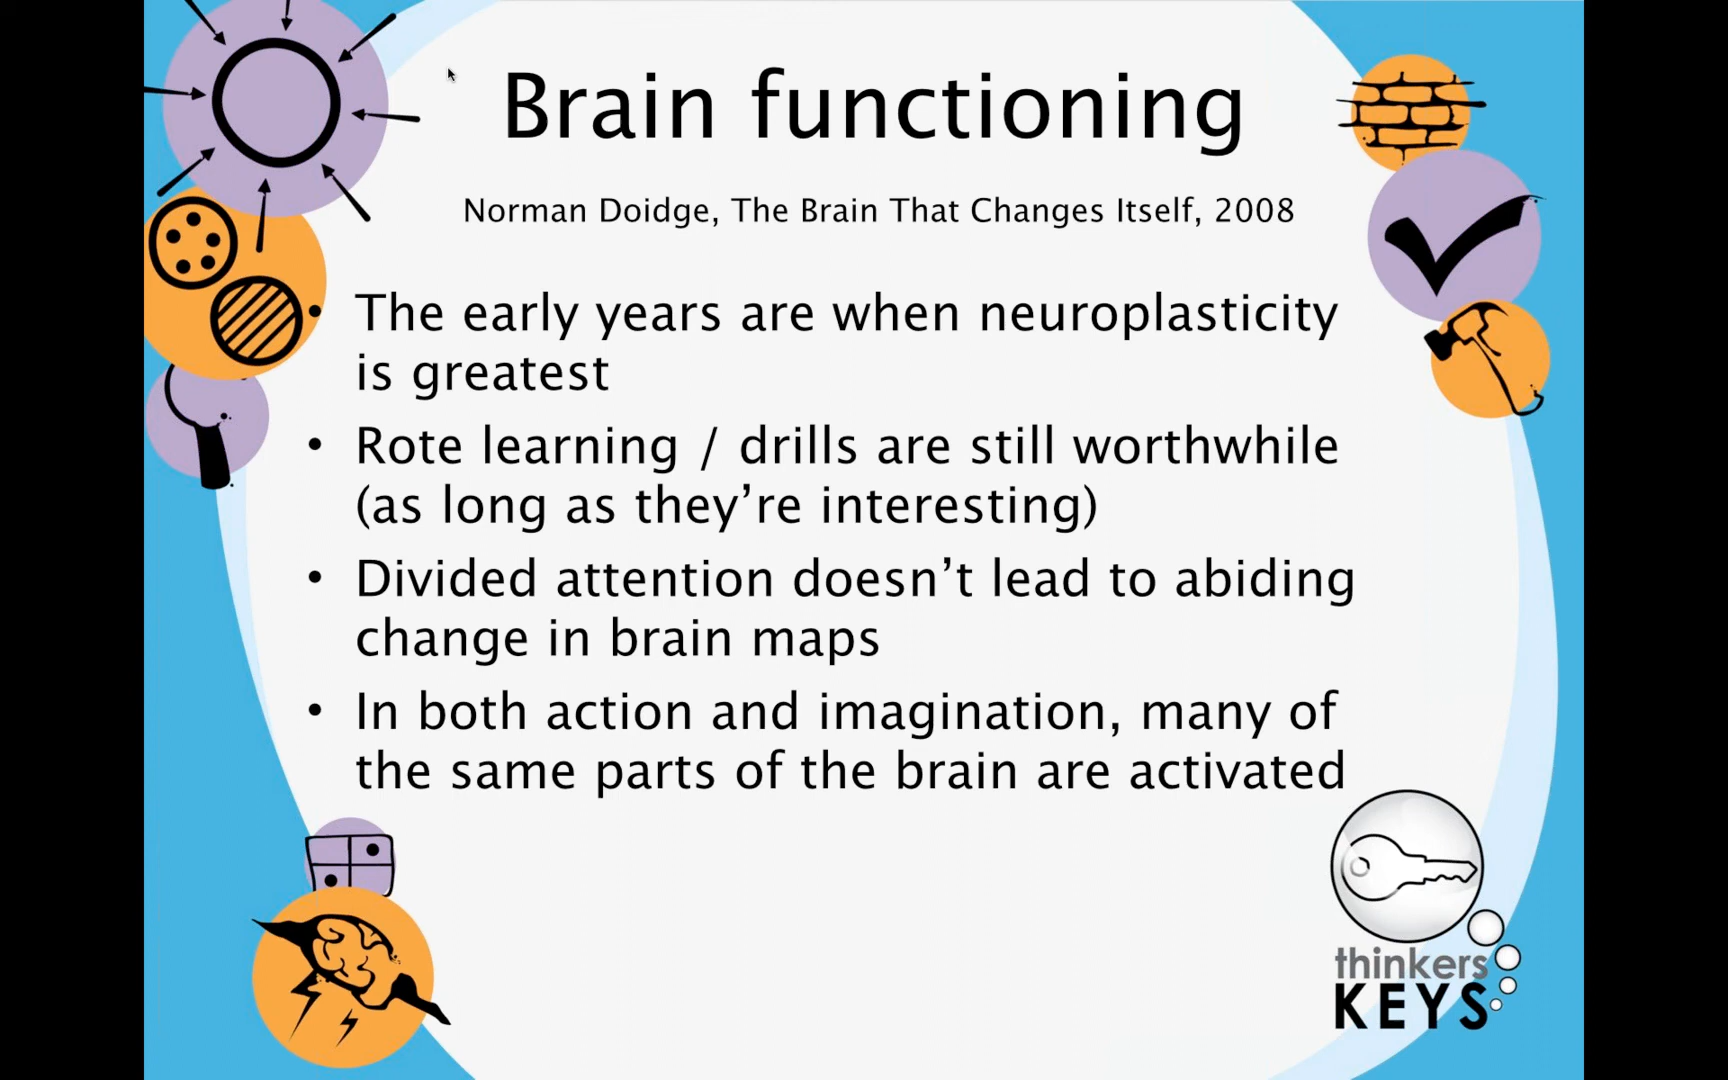 Brain functioning
Norman Doidge, The Brain That Changes Itself, 2008
• The early years are when neuroplasticity
is greatest
• Rote learning / drills are still worthwhile
(as long as they’re interesting)
• Divided attention doesn’t lead to abiding
change in brain maps
• In both action and imagination, many of
the same parts of the brain are activated
thinkers
KEYS